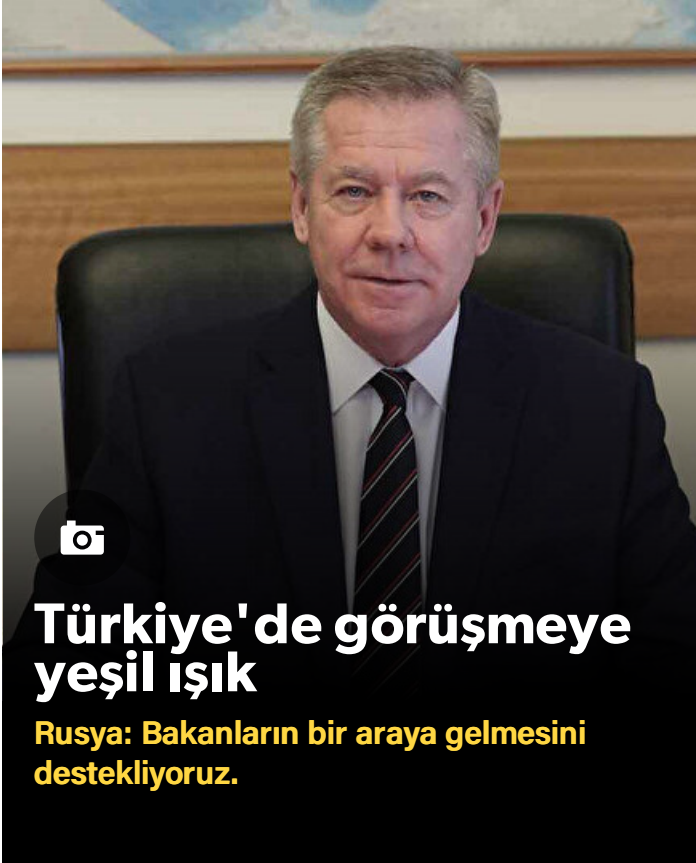 Türkiye'de görüşmeye
yeşil ışık
Rusya: Bakanların bir araya gelmesini
destekliyoruz.